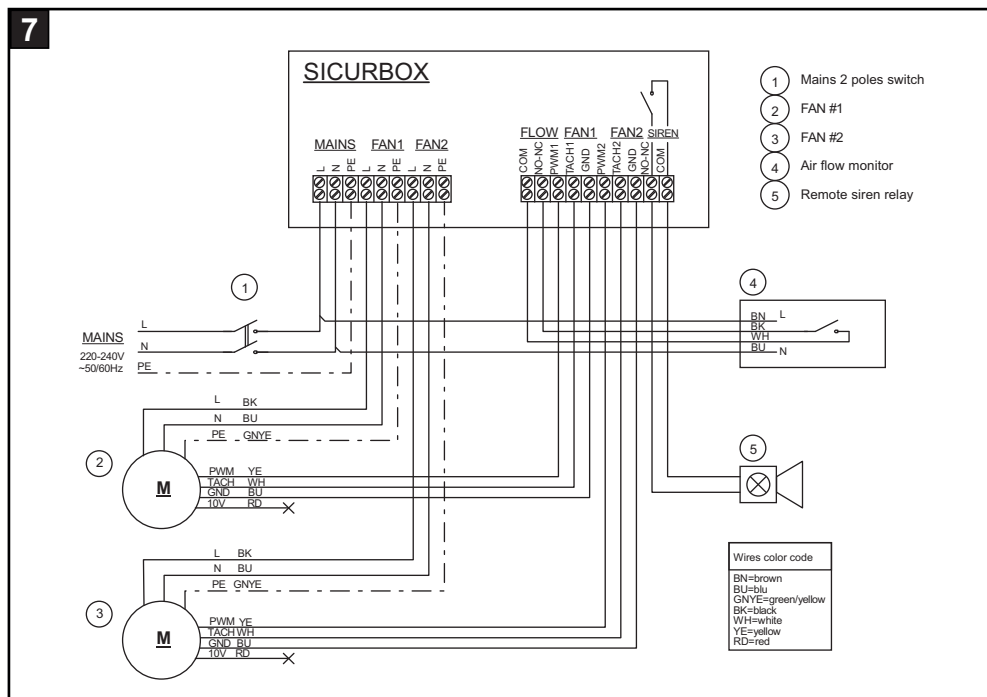 7
SICURBOX
MAINS FAN1 FAN2
L N PE L N PE L N PE
FLOW FAN1 FAN2 SIREN
COM NO-NC PWM1 TACH1 GND PWM2 TACH2 GND NO-NC COM
1 Mains 2 poles switch
2 FAN #1
3 FAN #2
4 Air flow monitor
5 Remote siren relay
1
MAINS
220-240V
~50/60Hz
L
N
PE
4
BN L
BK
WH
BU N
2
M
L BK
N BU
PE GNYE
PWM YE
TACH WH
GND BU
10V RD
5
3
M
L BK
N BU
PE GNYE
PWM YE
TACH WH
GND BU
10V RD
Wires color code
BN=brown
BU=blu
GNYE=green/yellow
BK=black
WH=white
YE=yellow
RD=red